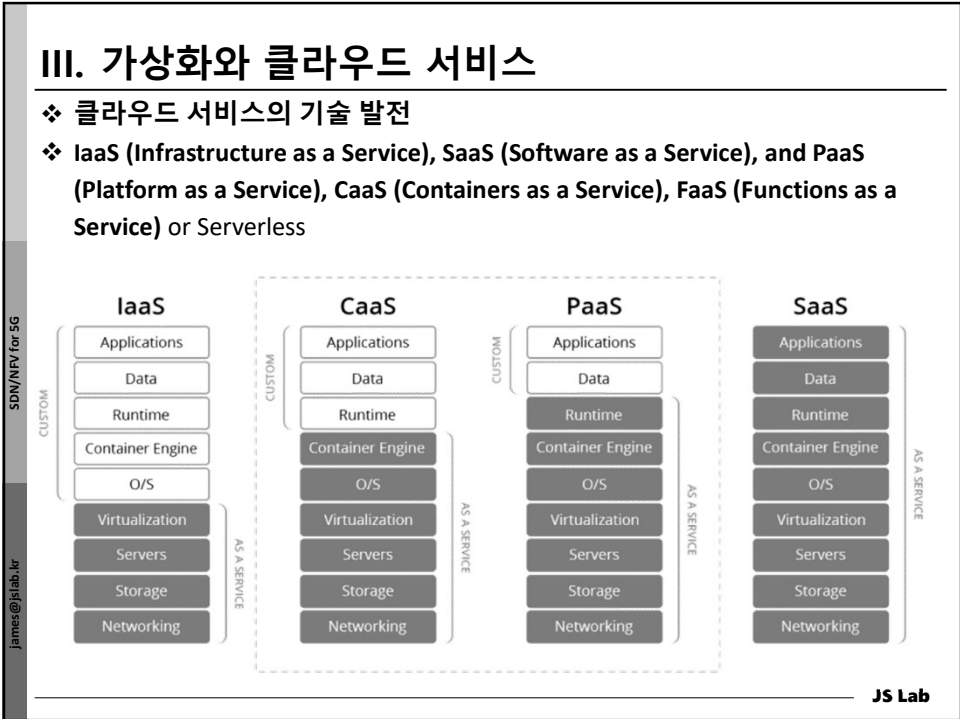 III. 가상화와 클라우드 서비스
❖ 클라우드 서비스의 기술 발전
❖ IaaS (Infrastructure as a Service), SaaS (Software as a Service), and PaaS
(Platform as a Service), CaaS (Containers as a Service), FaaS (Functions as a
Service) or Serverless
SDN/NFV for 5G
james@jslab.kr
IaaS
CUSTOM
Applications
Data
Runtime
Container Engine
O/S
Virtualization
Servers
Storage
Networking
AS A SERVICE
CaaS
CUSTOM
Applications
Data
Runtime
Container Engine
O/S
Virtualization
Servers
Storage
Networking
AS A SERVICE
PaaS
CUSTOM
Applications
Data
Runtime
Container Engine
O/S
Virtualization
Servers
Storage
Networking
AS A SERVICE
SaaS
Applications
Data
Runtime
Container Engine
O/S
Virtualization
Servers
Storage
Networking
AS A SERVICE
JS Lab